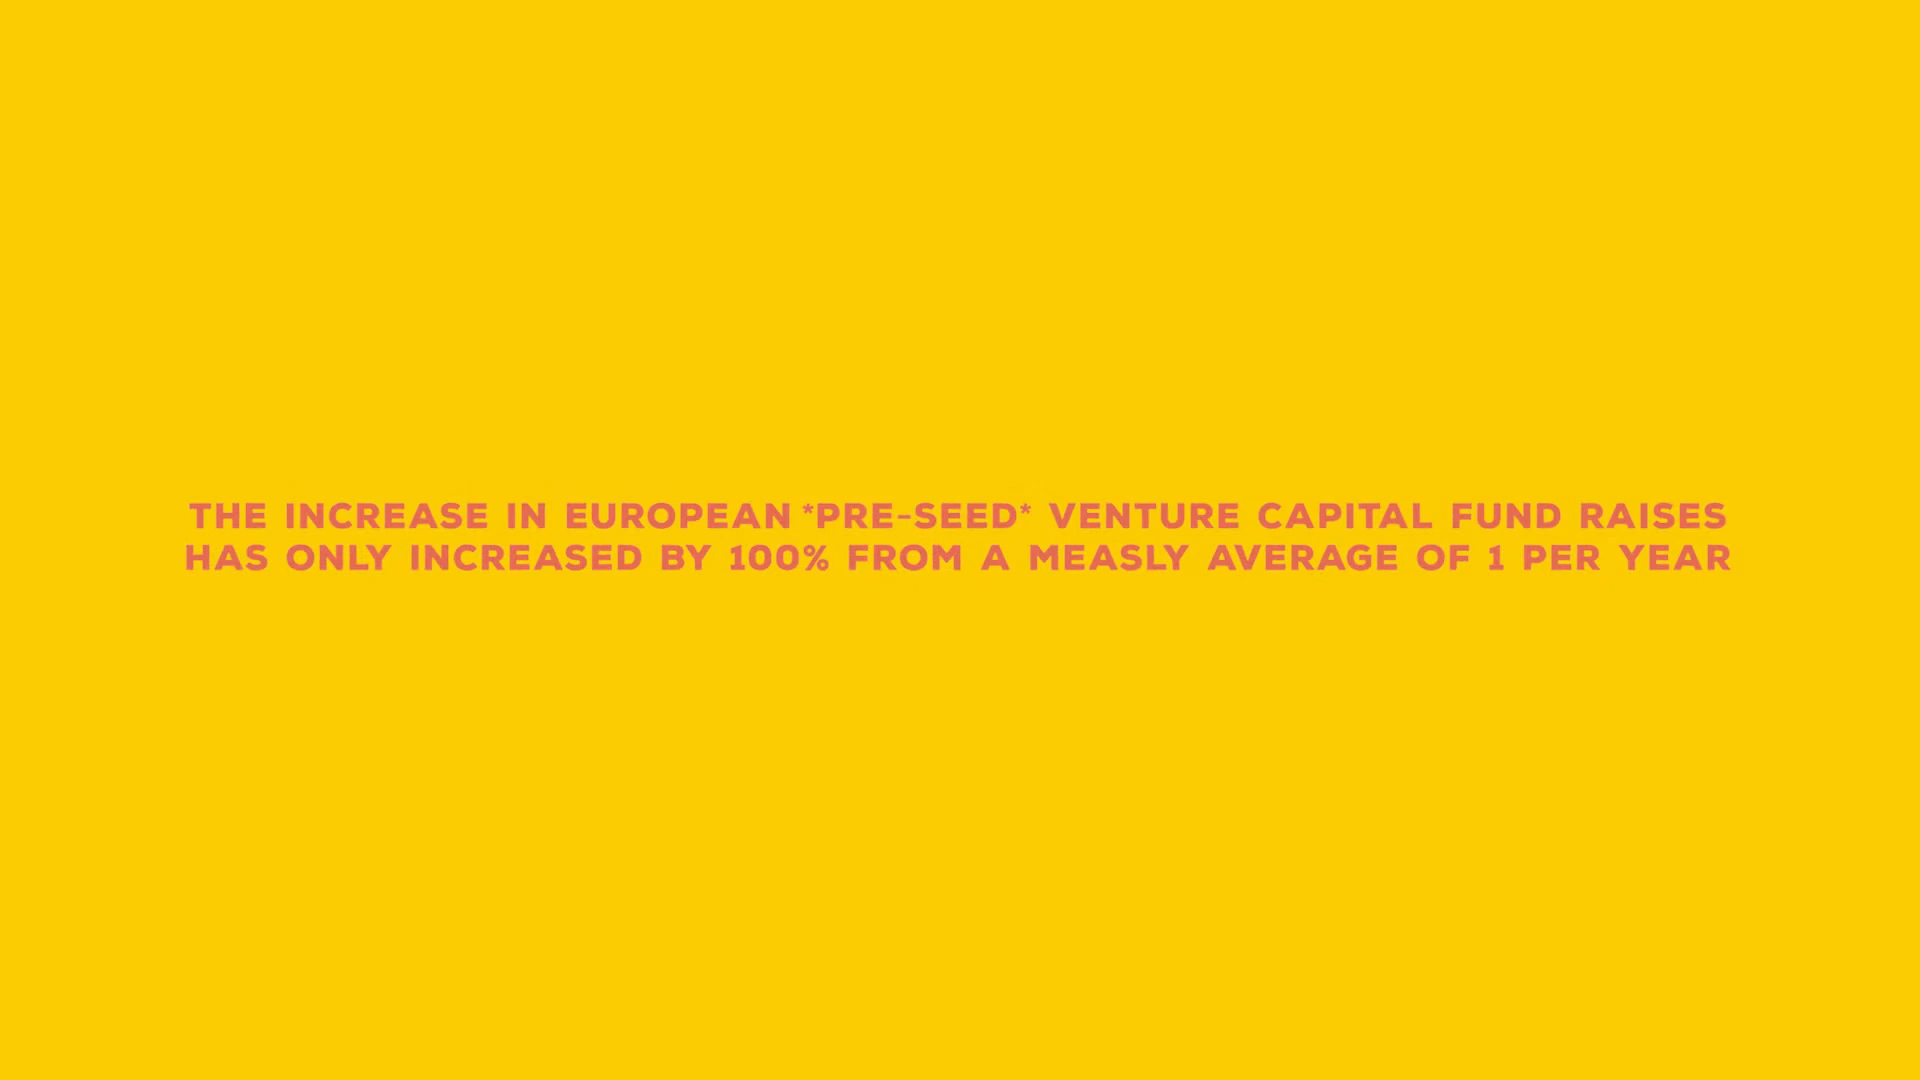 THE INCREASE IN EUROPEAN *PRE-SEED* VENTURE CAPITAL FUND RAISES
HAS ONLY INCREASED BY 100% FROM A MEASLY AVERAGE OF 1 PER YEAR